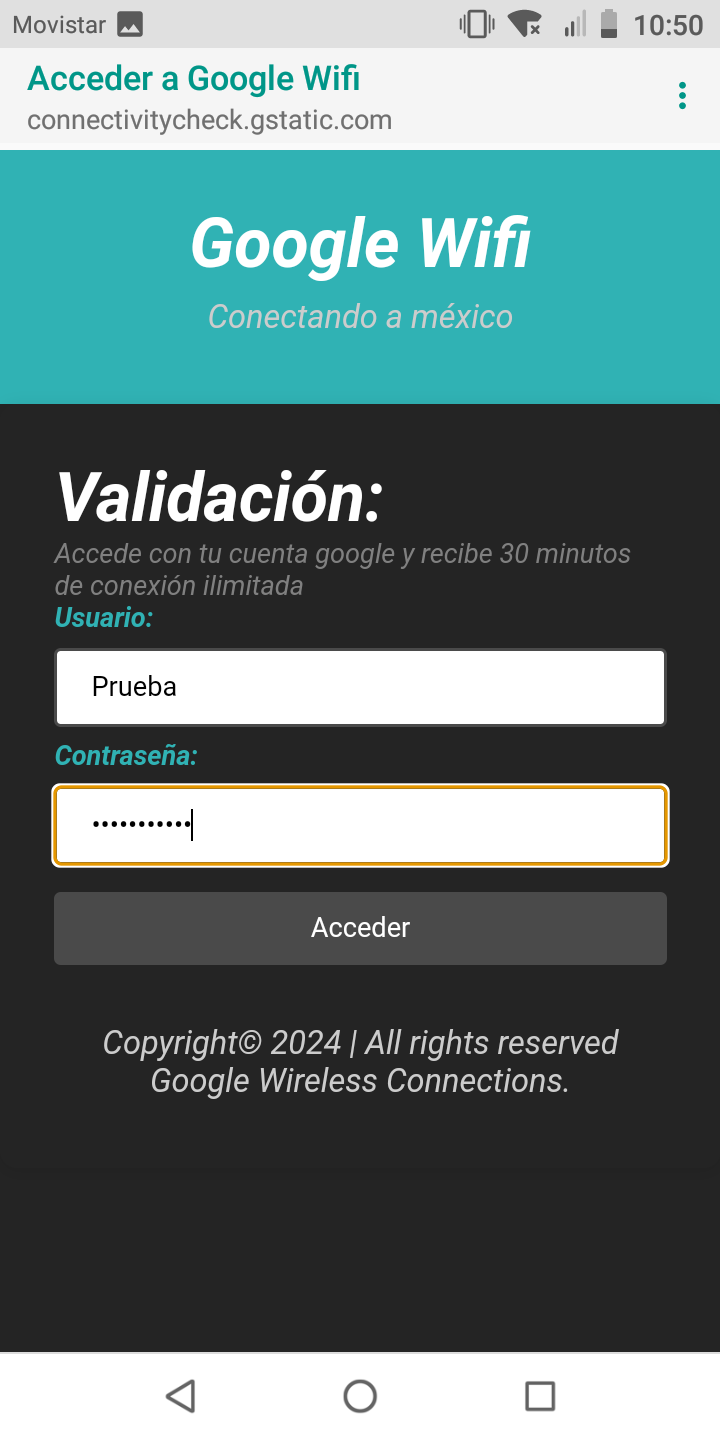 Movistar 10:50
Acceder a Google Wifi
connectivitycheck.gstatic.com
Google Wifi
Conectando a méxico
Validación:
Accede con tu cuenta google y recibe 30 minutos
de conexión ilimitada
Usuario:
Prueba
Contraseña:
•••••••••••
Acceder
Copyright© 2024 | All rights reserved
Google Wireless Connections.